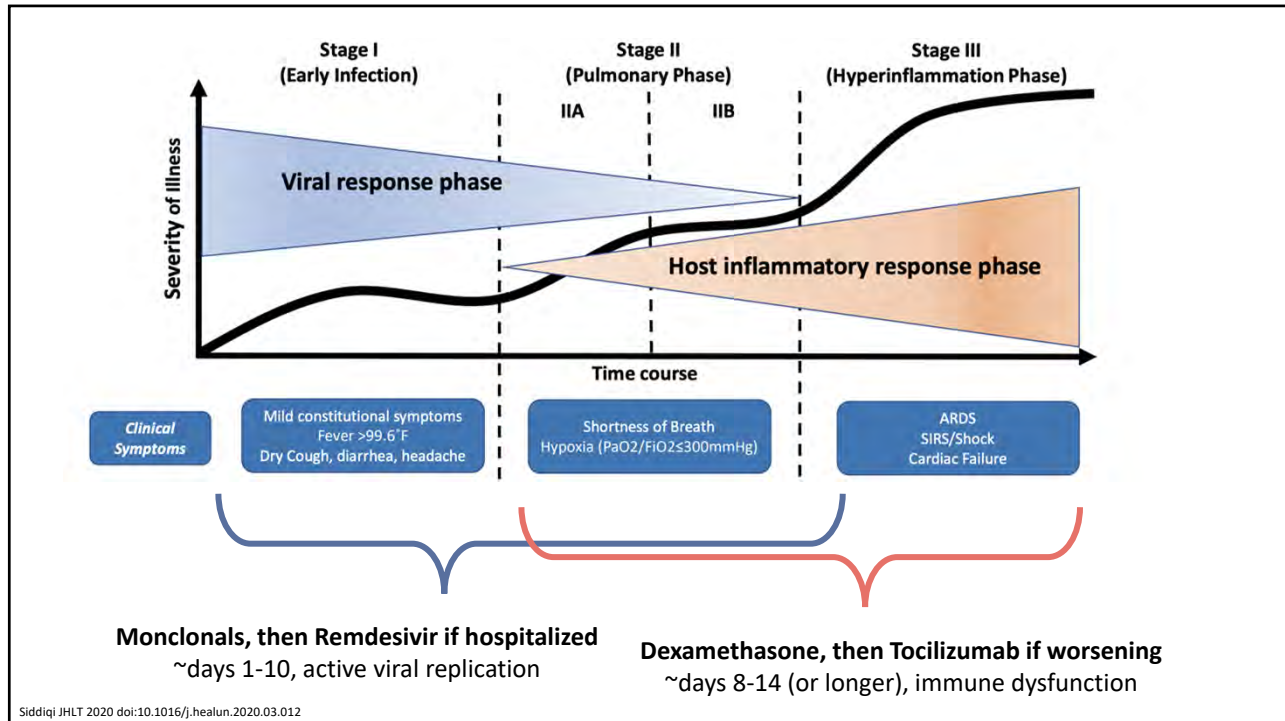 Stage I
(Early Infection)
Stage II
(Pulmonary Phase)
Stage III
(Hyperinflammation Phase)
IIA
IIB
Severity of Illness
Viral response phase
Host inflammatory response phase
Time course
Clinical
Symptoms
Mild constitutional symptoms
Fever >99.6°F
Dry Cough, diarrhea, headache
Shortness of Breath
Hypoxia (PaO2/FiO2≤300mmHg)
ARDS
SIRS/Shock
Cardiac Failure
Monclonals, then Remdesivir if hospitalized
~days 1-10, active viral replication
Dexamethasone, then Tocilizumab if worsening
~days 8-14 (or longer), immune dysfunction
Siddiqi JHLT 2020 doi:10.1016/j.healun.2020.03.012